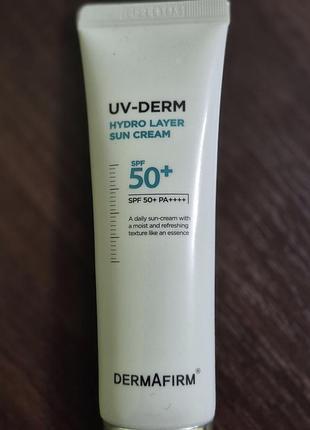 UV-DERM
HYDRO LAYER
SUN CREAM
SPF
50+
SPF 50+ PA++++
A daily sun-cream with
a moist and refreshing
texture like an essence
DERMAFIRM®